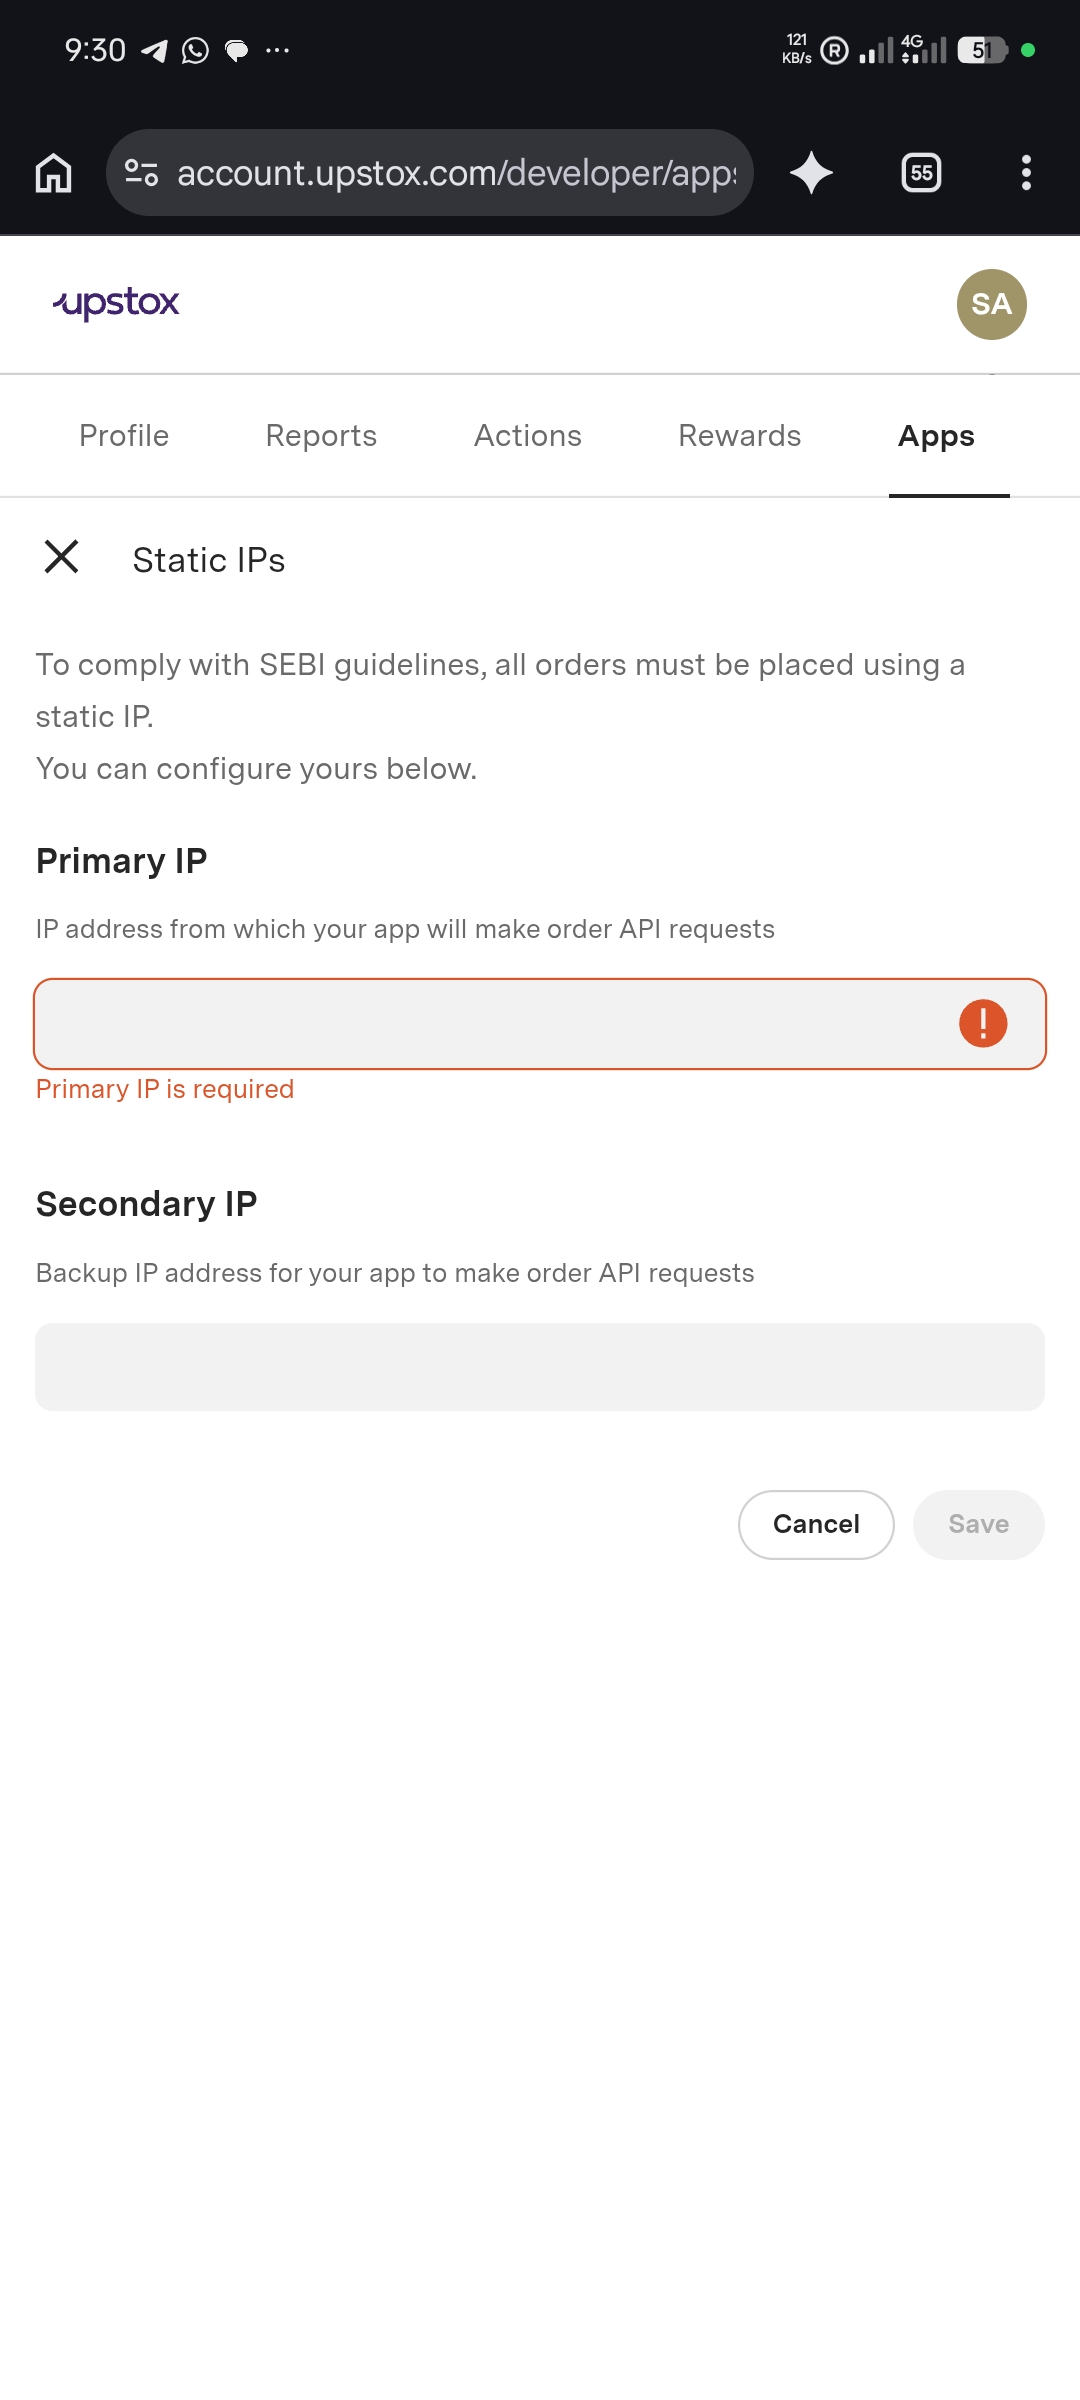 9:30 ...
121 KB/s R 4G 51
account.upstox.com/developer/apps
55
upstox
SA
Profile Reports Actions Rewards Apps
Static IPs
To comply with SEBI guidelines, all orders must be placed using a
static IP.
You can configure yours below.
Primary IP
IP address from which your app will make order API requests
!
Primary IP is required
Secondary IP
Backup IP address for your app to make order API requests
Cancel Save